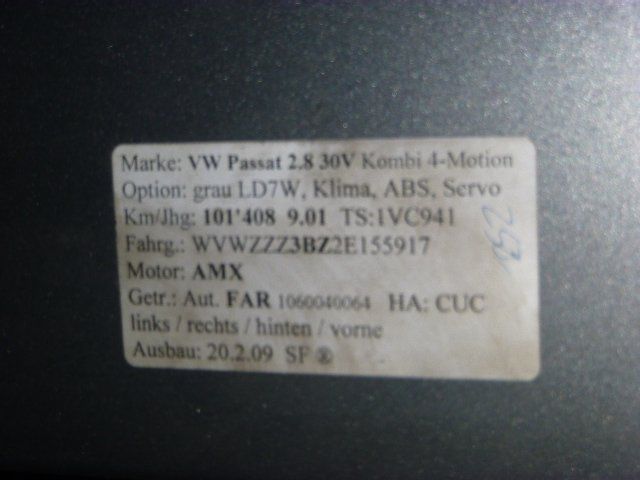 Marke: VW Passat 2.8 30V Kombi 4-Motion
Option: grau LD7W, Klima, ABS, Servo
Km/Jhg: 101'408 9.01 TS:1VC941
Fahrg.: WVWZZZ3BZ2E155917
Motor: AMX
Getr.: Aut. FAR 1060040064 HA: CUC
links / rechts / hinten / vorne
Ausbau: 20.2.09 SF